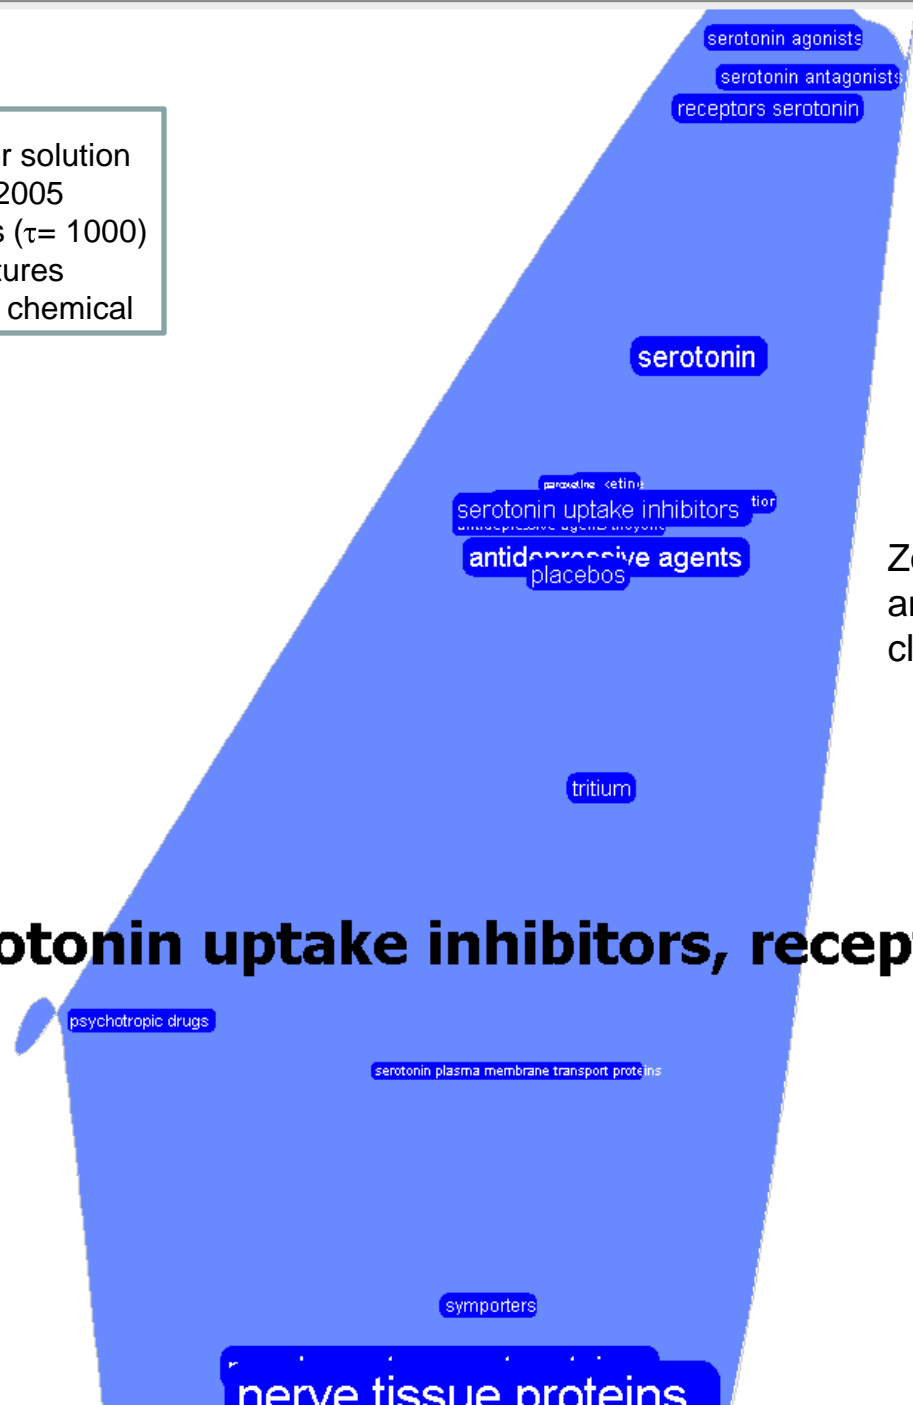 serotonin agonists
serotonin antagonists
receptors serotonin
r solution
2005
s (τ= 1000)
tures
chemical
serotonin
serotonin uptake inhibitors
antidepressive agents
placebos
Ze
ar
cl
tritium
otonin uptake inhibitors, recep
psychotropic drugs
serotonin plasma membrane transport proteins
symporters
nerve tissue proteins